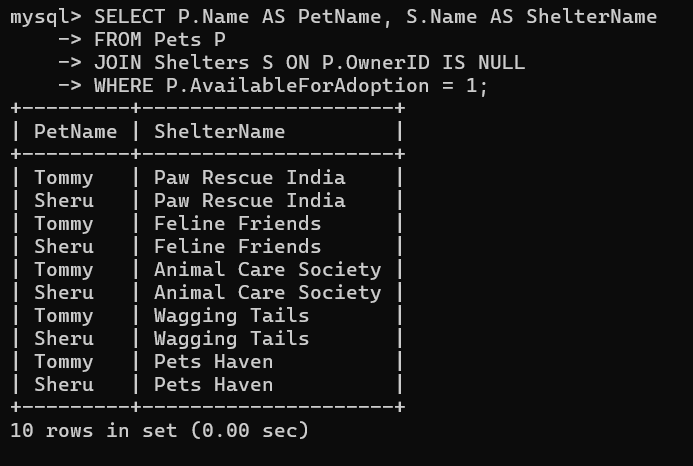 mysql> SELECT P.Name AS PetName, S.Name AS ShelterName
    -> FROM Pets P
    -> JOIN Shelters S ON P.OwnerID IS NULL
    -> WHERE P.AvailableForAdoption = 1;
+---------+---------------------+
| PetName | ShelterName         |
+---------+---------------------+
| Tommy   | Paw Rescue India    |
| Sheru   | Paw Rescue India    |
| Tommy   | Feline Friends      |
| Sheru   | Feline Friends      |
| Tommy   | Animal Care Society |
| Sheru   | Animal Care Society |
| Tommy   | Wagging Tails       |
| Sheru   | Wagging Tails       |
| Tommy   | Pets Haven          |
| Sheru   | Pets Haven          |
+---------+---------------------+
10 rows in set (0.00 sec)